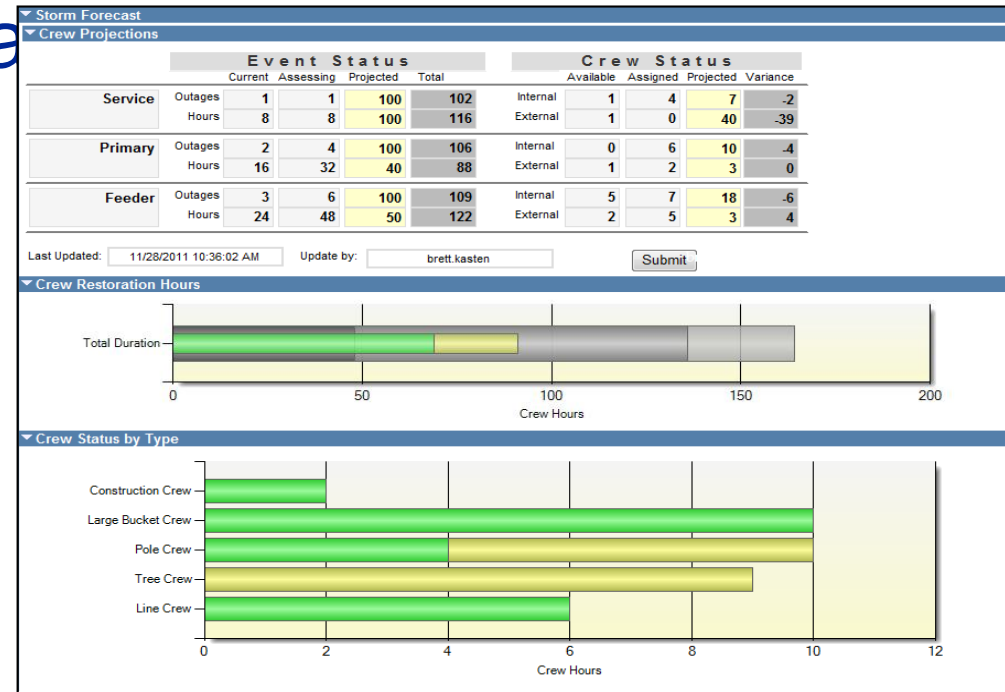 Storm Forecast
Crew Projections
Event Status Crew Status
Current Assessing Projected Total Available Assigned Projected Variance
Service Outages 1 1 100 102 Internal 1 4 7 -2
Hours 8 8 100 116 External 1 0 40 -39
Primary Outages 2 4 100 106 Internal 0 6 10 -4
Hours 16 32 40 88 External 1 2 3 0
Feeder Outages 3 6 100 109 Internal 5 7 18 -6
Hours 24 48 50 122 External 2 5 3 4
Last Updated: 11/28/2011 10:36:02 AM Update by: brett.kasten Submit
Crew Restoration Hours
Total Duration
0 50 100 150 200
Crew Hours
Crew Status by Type
Construction Crew
Large Bucket Crew
Pole Crew
Tree Crew
Line Crew
0 2 4 6 8 10 12
Crew Hours